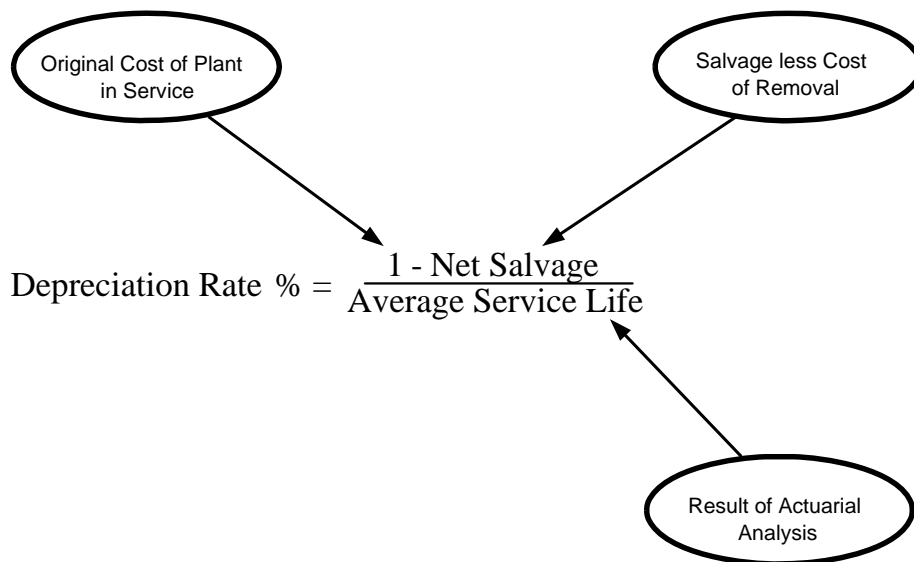 Original Cost of Plant
in Service
Salvage less Cost
of Removal
Depreciation Rate % =
1 - Net Salvage
Average Service Life
Result of Actuarial
Analysis